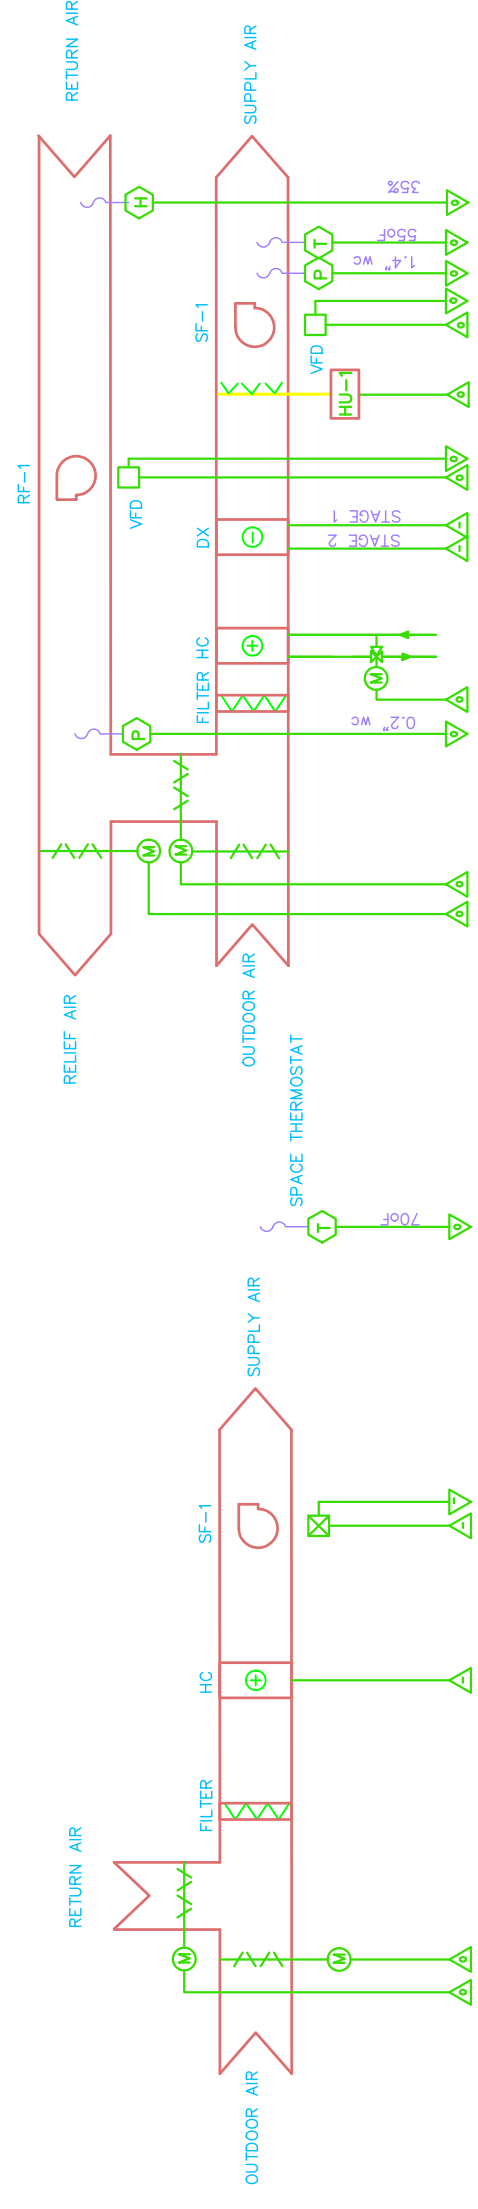 RETURN AIR
SUPPLY AIR
H
35%
T
55oF
P
1.4" wc
SF-1
VFD
HU-1
RF-1
VFD
DX
STAGE 1
STAGE 2
HC
M
FILTER
P
0.2" wc
M
M
RELIEF AIR
OUTDOOR AIR
SPACE THERMOSTAT
T
70oF
SUPPLY AIR
SF-1
HC
FILTER
RETURN AIR
M
M
OUTDOOR AIR